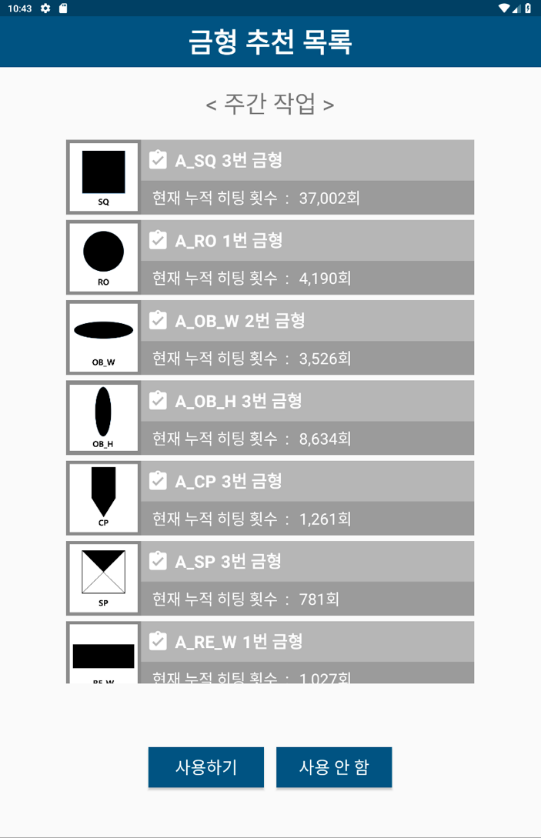 10:43
금형 추천 목록
< 주간 작업 >
A_SQ 3번 금형
SQ
현재 누적 히팅 횟수 : 37,002회
A_RO 1번 금형
RO
현재 누적 히팅 횟수 : 4,190회
A_OB_W 2번 금형
OB_W
현재 누적 히팅 횟수 : 3,526회
A_OB_H 3번 금형
OB_H
현재 누적 히팅 횟수 : 8,634회
A_CP 3번 금형
CP
현재 누적 히팅 횟수 : 1,261회
A_SP 3번 금형
SP
현재 누적 히팅 횟수 : 781회
A_RE_W 1번 금형
RE_W
현재 누적 히팅 횟수 : 1,027회
사용하기 사용 안 함